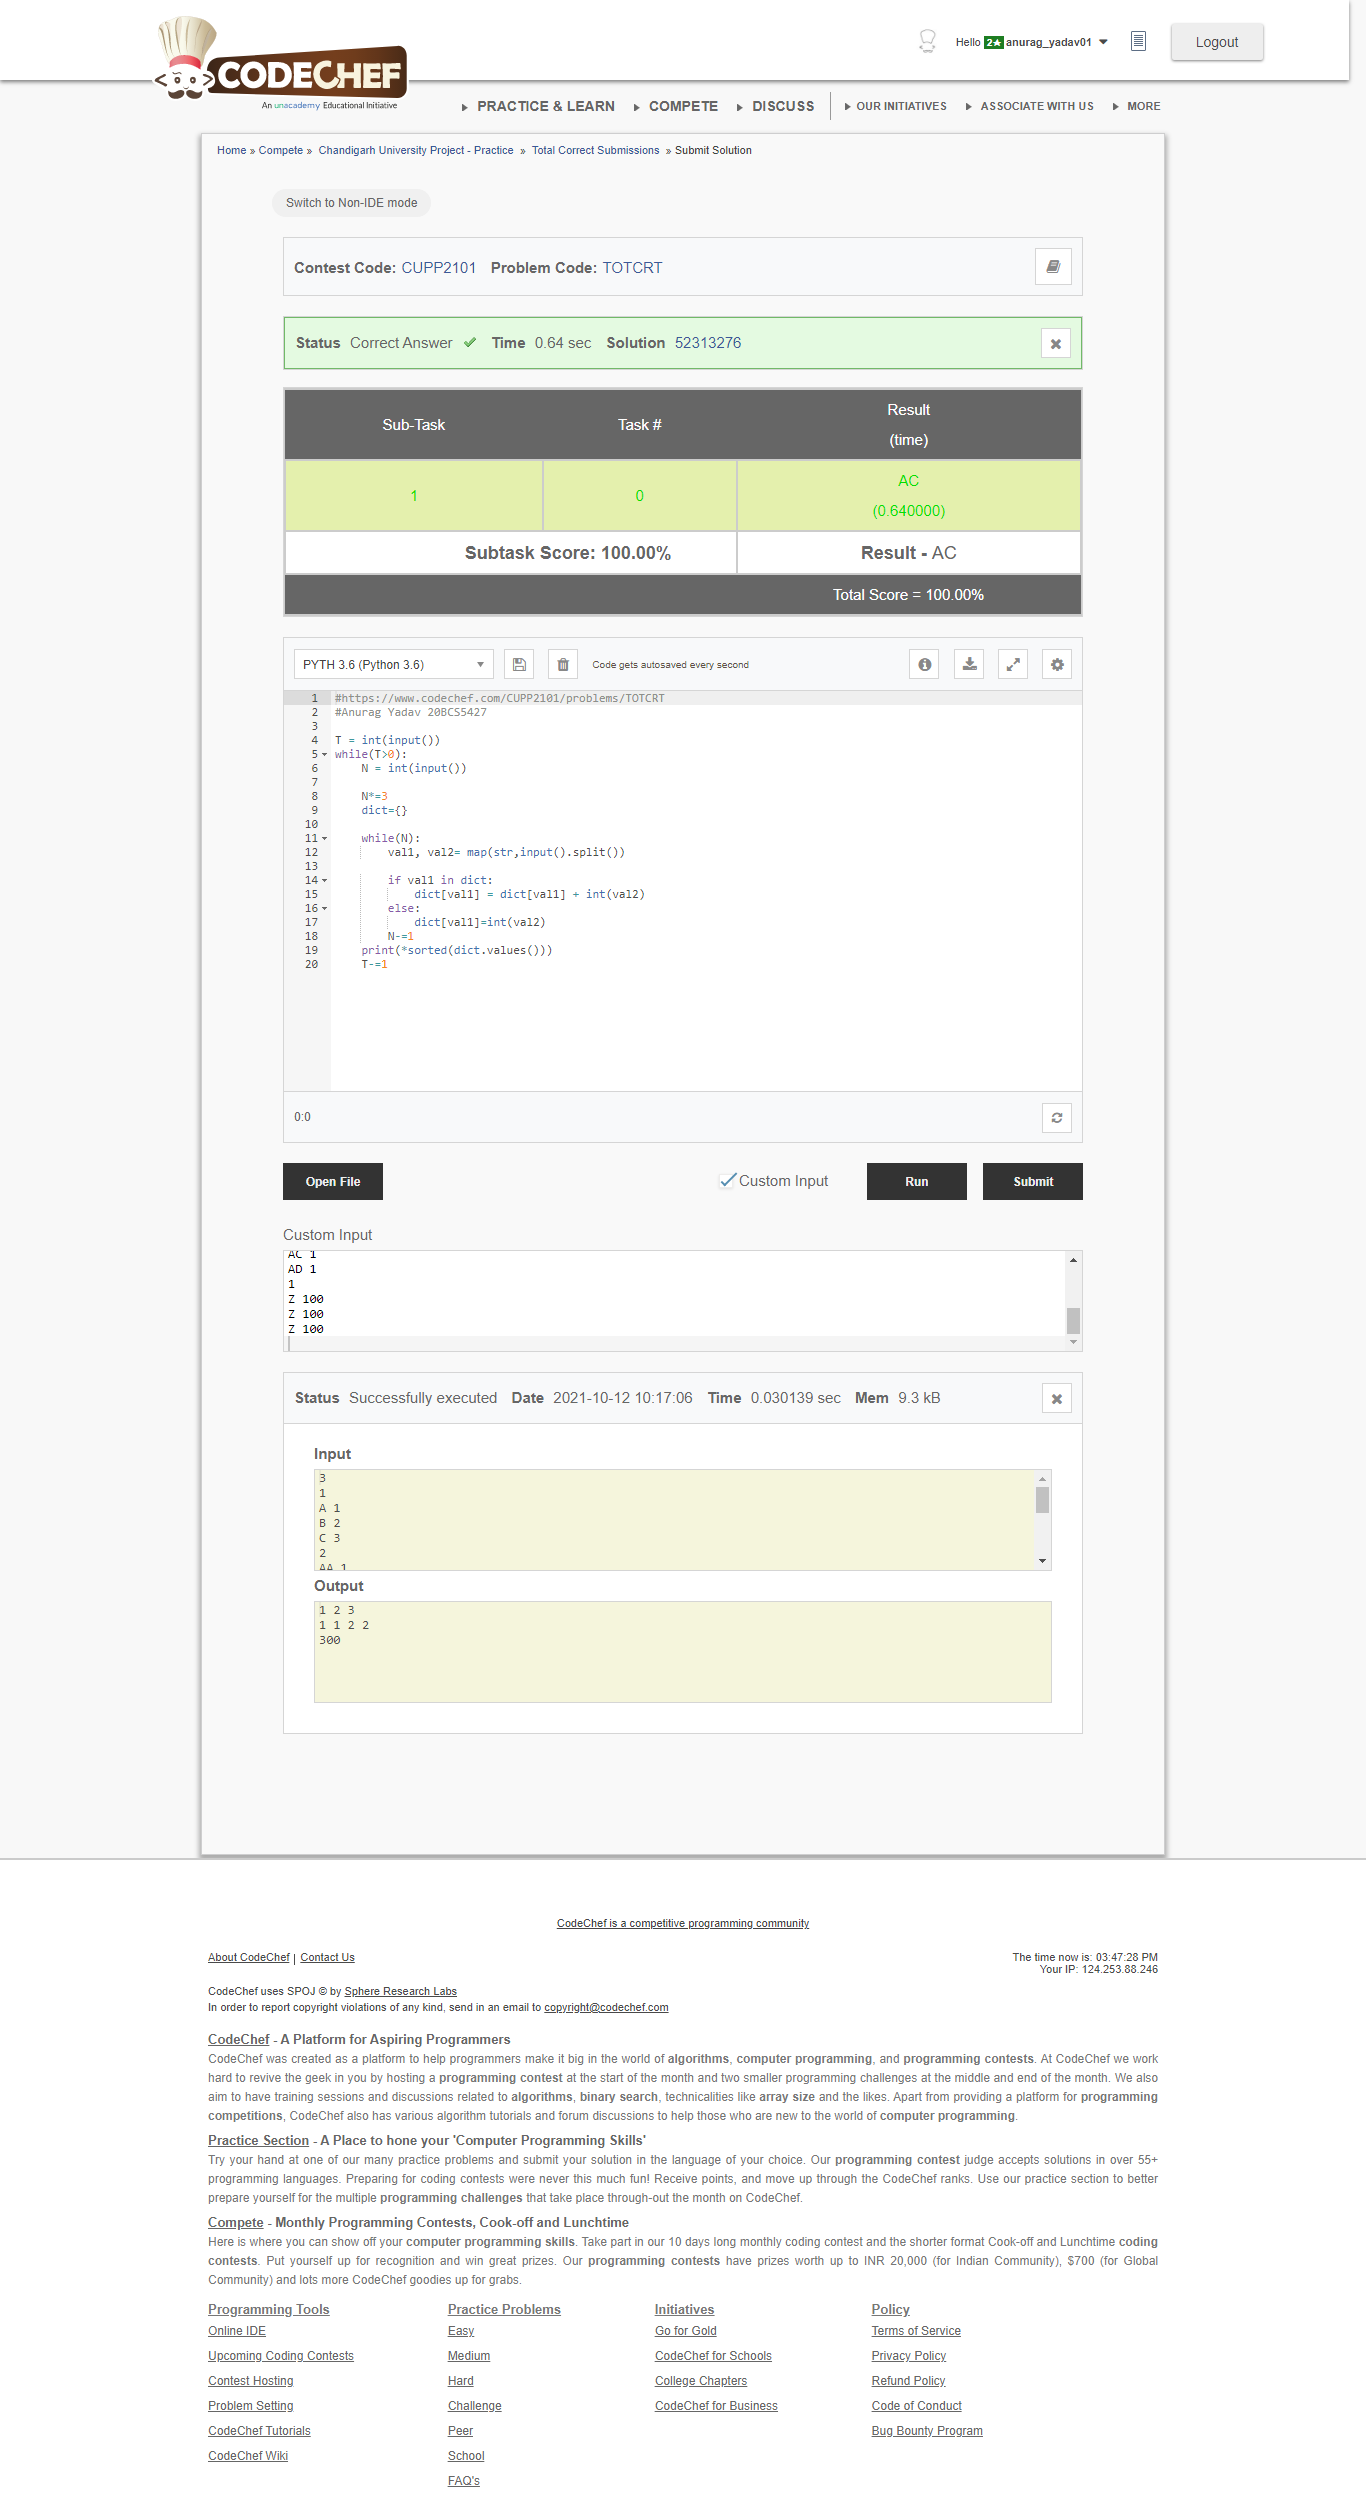 CODECHEF
An unacademy Educational Initiative
Hello 2★ anurag_yadav01
Logout
PRACTICE & LEARN COMPETE DISCUSS OUR INITIATIVES ASSOCIATE WITH US MORE
Home » Compete » Chandigarh University Project - Practice » Total Correct Submissions » Submit Solution
Switch to Non-IDE mode
Contest Code: CUPP2101 Problem Code: TOTCRT
Status Correct Answer Time 0.64 sec Solution 52313276
Sub-Task Task # Result
(time)
1 0 AC
(0.640000)
Subtask Score: 100.00% Result - AC
Total Score = 100.00%
PYTH 3.6 (Python 3.6) Code gets autosaved every second
1 #https://www.codechef.com/CUPP2101/problems/TOTCRT
2 #Anurag Yadav 20BCS5427
3
4 T = int(input())
5 while(T>0):
6     N = int(input())
7
8     N*=3
9     dict={}
10
11     while(N):
12         val1, val2= map(str,input().split())
13
14         if val1 in dict:
15             dict[val1] = dict[val1] + int(val2)
16         else:
17             dict[val1]=int(val2)
18         N-=1
19     print(*sorted(dict.values()))
20     T-=1
0:0
Open File Custom Input Run Submit
Custom Input
AC 1
AD 1
1
Z 100
Z 100
Z 100
Status Successfully executed Date 2021-10-12 10:17:06 Time 0.030139 sec Mem 9.3 kB
Input
3
1
A 1
B 2
C 3
2
AA 1
Output
1 2 3
1 1 2 2
300
CodeChef is a competitive programming community
About CodeChef | Contact Us
The time now is: 03:47:28 PM
Your IP: 124.253.88.246
CodeChef uses SPOJ © by Sphere Research Labs
In order to report copyright violations of any kind, send in an email to copyright@codechef.com
CodeChef - A Platform for Aspiring Programmers
CodeChef was created as a platform to help programmers make it big in the world of algorithms, computer programming, and programming contests. At CodeChef we work
hard to revive the geek in you by hosting a programming contest at the start of the month and two smaller programming challenges at the middle and end of the month. We also
aim to have training sessions and discussions related to algorithms, binary search, technicalities like array size and the likes. Apart from providing a platform for programming
competitions, CodeChef also has various algorithm tutorials and forum discussions to help those who are new to the world of computer programming.
Practice Section - A Place to hone your 'Computer Programming Skills'
Try your hand at one of our many practice problems and submit your solution in the language of your choice. Our programming contest judge accepts solutions in over 55+
programming languages. Preparing for coding contests were never this much fun! Receive points, and move up through the CodeChef ranks. Use our practice section to better
prepare yourself for the multiple programming challenges that take place through-out the month on CodeChef.
Compete - Monthly Programming Contests, Cook-off and Lunchtime
Here is where you can show off your computer programming skills. Take part in our 10 days long monthly coding contest and the shorter format Cook-off and Lunchtime coding
contests. Put yourself up for recognition and win great prizes. Our programming contests have prizes worth up to INR 20,000 (for Indian Community), $700 (for Global
Community) and lots more CodeChef goodies up for grabs.
Programming Tools Practice Problems Initiatives Policy
Online IDE Easy Go for Gold Terms of Service
Upcoming Coding Contests Medium CodeChef for Schools Privacy Policy
Contest Hosting Hard College Chapters Refund Policy
Problem Setting Challenge CodeChef for Business Code of Conduct
CodeChef Tutorials Peer Bug Bounty Program
CodeChef Wiki School
FAQ's